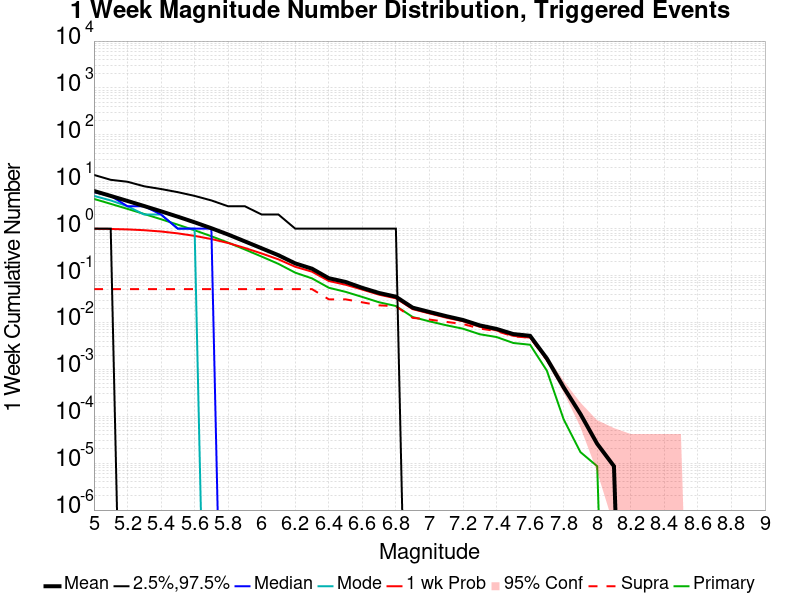 1 Week Magnitude Number Distribution, Triggered Events
1 Week Cumulative Number
10^4
10^3
10^2
10^1
10^0
10^-1
10^-2
10^-3
10^-4
10^-5
10^-6
5 5.2 5.4 5.6 5.8 6 6.2 6.4 6.6 6.8 7 7.2 7.4 7.6 7.8 8 8.2 8.4 8.6 8.8 9
Magnitude
Mean 2.5%,97.5% Median Mode 1 wk Prob 95% Conf Supra Primary